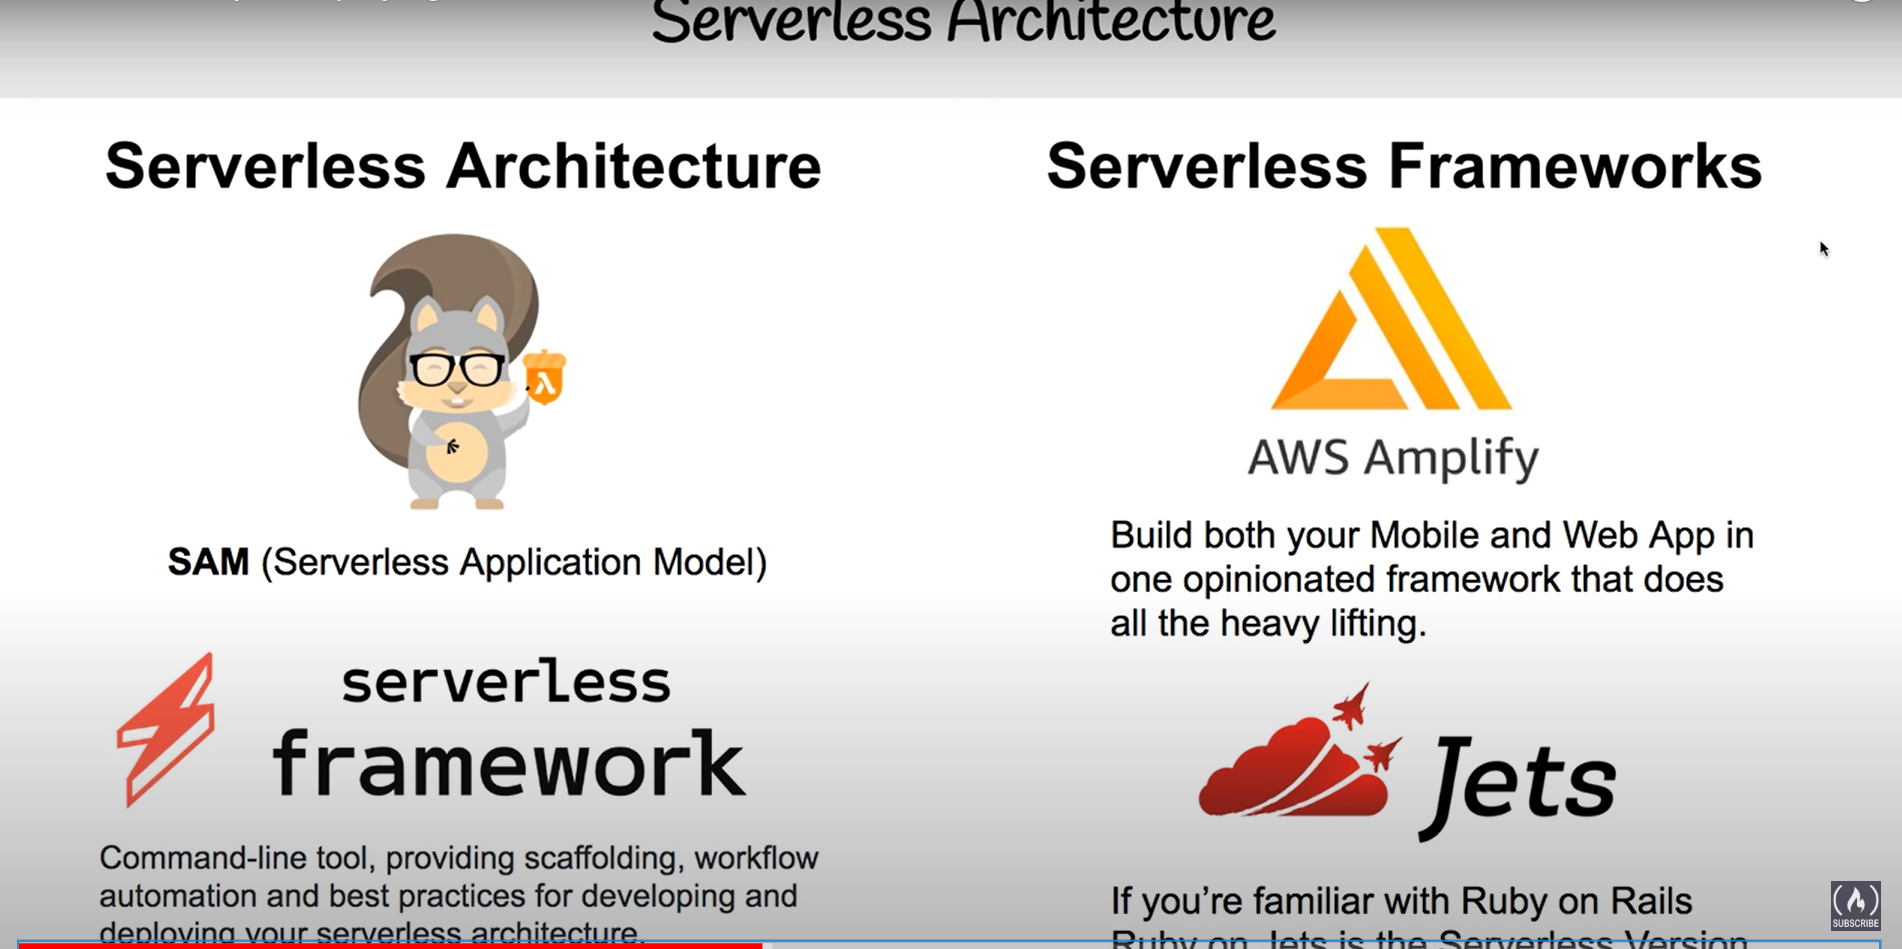 Serverless Architecture
Serverless Architecture
SAM (Serverless Application Model)
serverless
framework
Command-line tool, providing scaffolding, workflow
automation and best practices for developing and
deploying your serverless architecture.
Serverless Frameworks
AWS Amplify
Build both your Mobile and Web App in
one opinionated framework that does
all the heavy lifting.
Jets
If you’re familiar with Ruby on Rails
Ruby on Jets is the Serverless Version
SUBSCRIBE